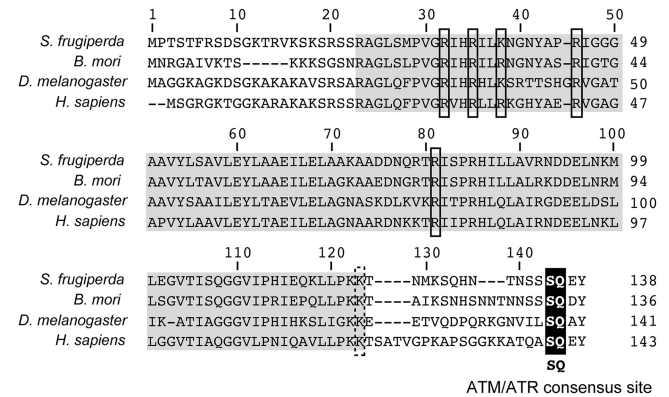 1 10 20 30 40 50
S. frugiperda MPTSTFRSDSGKTRVKSKSRSSRAGLSMPVGRIHRILKNGNYAP-RIGGG 49
B. mori MNRGAIVKTS-----KKKSGSNRAGLNFPVGRIHRLLRKGNYAS-RIGTG 44
D. melanogaster MAGGKAGKDSGKAKAKAVSRSARAGLQFPVGRIHRHLKSRTTSHGRVGAT 50
H. sapiens --MSGRGKTGGKARAKAKSRSSRAGLQFPVGRVHRLLRKGHYAE-RVGAG 47
60 70 80 90 100
S. frugiperda AAVYLSAVLEYLAAEILELAAKAADDNQRTRISPRHILLAVRNDDELNKM 99
B. mori AAVYLTAVLEYLAAEILELAGKAAEDNGRTRISPRHILLALRKDDELNRM 94
D. melanogaster AAVYSAAILEYLTAEVLELAGNASKDLKVKRITPRHLQLAIRGDEELDSL 100
H. sapiens APVYLAAVLEYLTAEILELAGNAARDNKKTRIIPRHLQLAIRNDEELNKL 97
110 120 130 140
S. frugiperda LEGVTISQGGVIPHIEQKLLPKKT----NMKSQHN---TNSSSQEY 138
B. mori LSGVTISQGGVIPRIEPQLLPKKT----AIKSNHSNNTNNSSSQDY 136
D. melanogaster IK-ATIAGGGVIPHIHKSLIGKKE----ETVQDPQRKGNVILSQAY 141
H. sapiens LGGVTIAQGGVLPNIQAVLLPKKTSATVGPKAPSGGKKATQASQEY 143
SQ
ATM/ATR consensus site